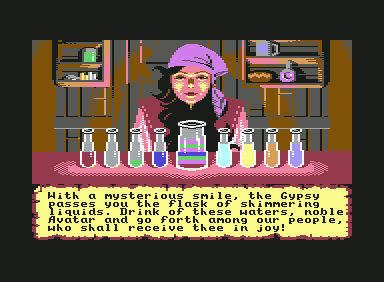 With a mysterious smile, the Gypsy
passes you the flask of shimmering
liquids. Drink of these waters, noble
Avatar and go forth among our people,
who shall receive thee in joy!